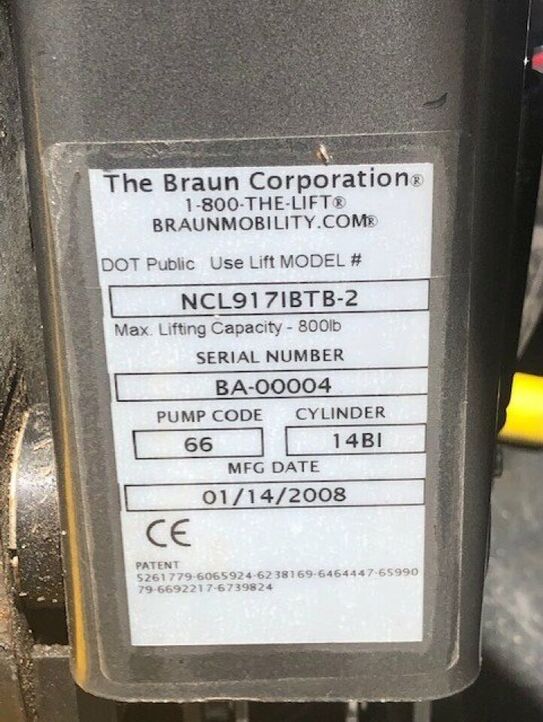 The Braun Corporation®
1-800-THE-LIFT®
BRAUNMOBILITY.COM®
DOT Public Use Lift MODEL #
NCL917IBTB-2
Max. Lifting Capacity - 800lb
SERIAL NUMBER
BA-00004
PUMP CODE CYLINDER
66 14BI
MFG DATE
01/14/2008
CE
PATENT
5261779-6065924-6238169-6464447-65990
79-6692217-6739824